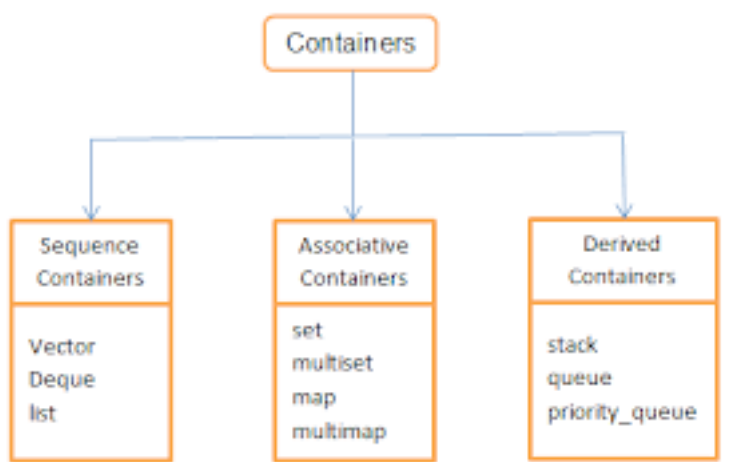 Containers
Sequence
Containers
Vector
Deque
list
Associative
Containers
set
multiset
map
multimap
Derived
Containers
stack
queue
priority_queue